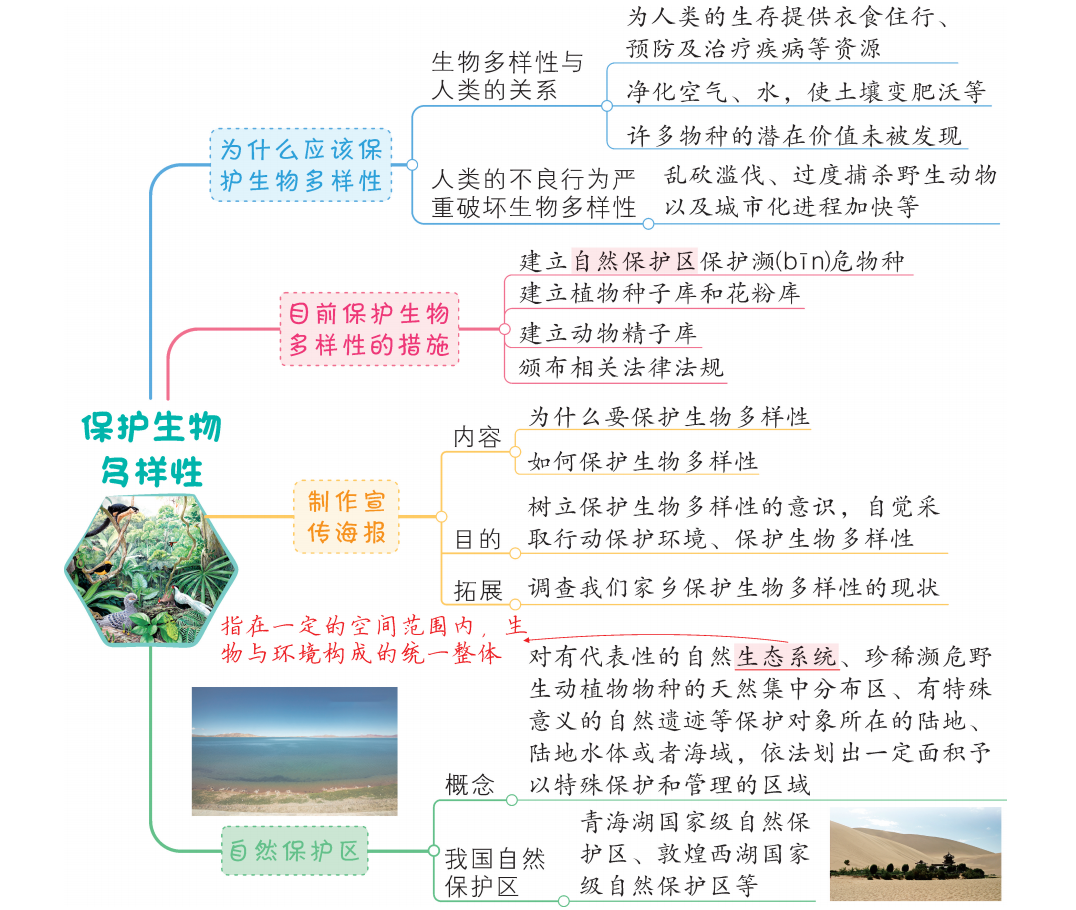 保护生物
多样性
为什么应该保
护生物多样性
生物多样性与
人类的关系
为人类的生存提供衣食住行、
预防及治疗疾病等资源
净化空气、水，使土壤变肥沃等
许多物种的潜在价值未被发现
人类的不良行为严
重破坏生物多样性
乱砍滥伐、过度捕杀野生动物
以及城市化进程加快等
目前保护生物
多样性的措施
建立自然保护区保护濒(bīn)危物种
建立植物种子库和花粉库
建立动物精子库
颁布相关法律法规
制作宣
传海报
内容
为什么要保护生物多样性
如何保护生物多样性
目的
树立保护生物多样性的意识，自觉采
取行动保护环境、保护生物多样性
拓展
调查我们家乡保护生物多样性的现状
自然保护区
概念
对有代表性的自然生态系统、珍稀濒危野
生动植物物种的天然集中分布区、有特殊
意义的自然遗迹等保护对象所在的陆地、
陆地水体或者海域，依法划出一定面积予
以特殊保护和管理的区域
指在一定的空间范围内，生
物与环境构成的统一整体
我国自然
保护区
青海湖国家级自然保
护区、敦煌西湖国家
级自然保护区等